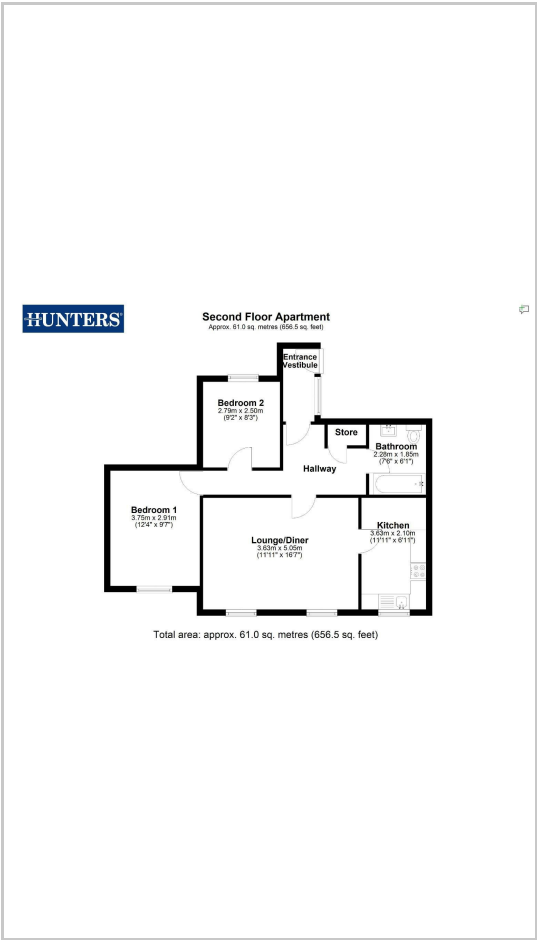 HUNTERS
Second Floor Apartment
Approx. 61.0 sq. metres (656.5 sq. feet)
Entrance
Vestibule
Bedroom 2
2.79m x 2.50m
(9'2" x 8'3")
Store
Bathroom
2.28m x 1.85m
(7'6" x 6'1")
Hallway
Bedroom 1
3.75m x 2.91m
(12'4" x 9'7")
Kitchen
3.63m x 2.10m
(11'11" x 6'11")
Lounge/Diner
3.63m x 5.05m
(11'11" x 16'7")
Total area: approx. 61.0 sq. metres (656.5 sq. feet)